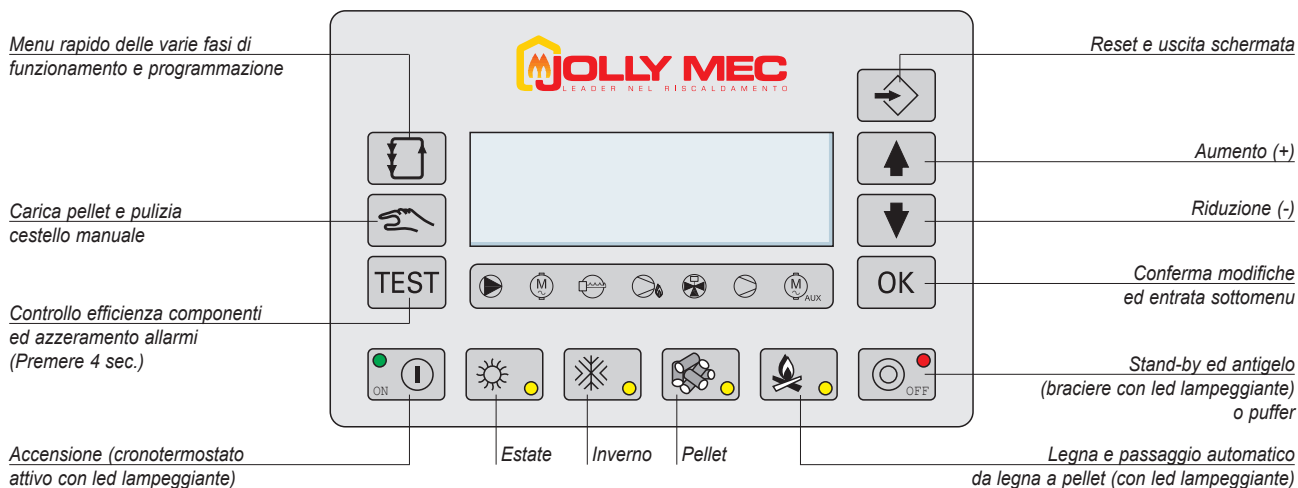 Menu rapido delle varie fasi di
funzionamento e programmazione
Carica pellet e pulizia
cestello manuale
Controllo efficienza componenti
ed azzeramento allarmi
(Premere 4 sec.)
Accensione (cronotermostato
attivo con led lampeggiante)
JOLLY MEC
LEADER NEL RISCALDAMENTO
TEST
M
M
AUX
OK
ON
OFF
Estate
Inverno
Pellet
Reset e uscita schermata
Aumento (+)
Riduzione (-)
Conferma modifiche
ed entrata sottomenu
Stand-by ed antigelo
(braciere con led lampeggiante)
o puffer
Legna e passaggio automatico
da legna a pellet (con led lampeggiante)